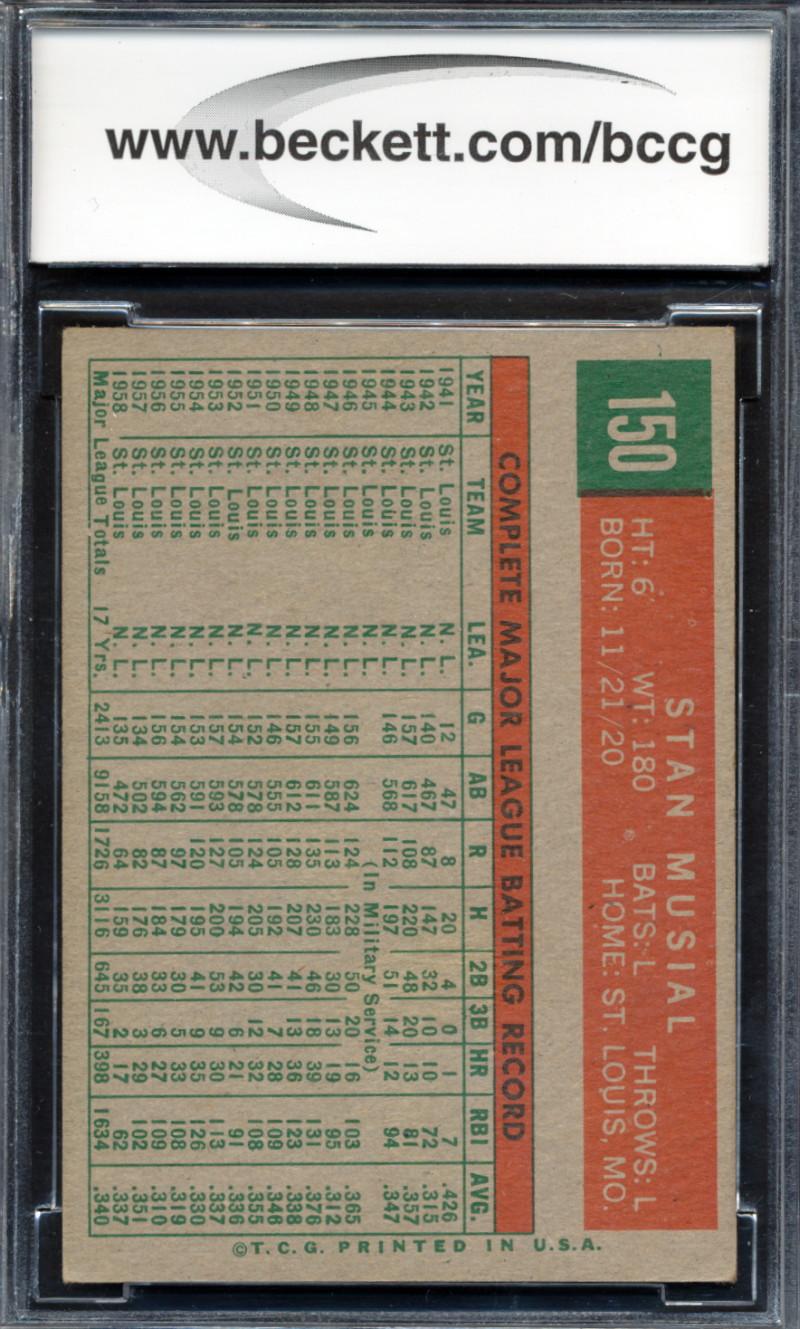 www.beckett.com/bccg
150
STAN MUSIAL
HT: 6' WT: 180 BATS: L THROWS: L
BORN: 11/21/20 HOME: ST. LOUIS, MO.
COMPLETE MAJOR LEAGUE BATTING RECORD
YEAR TEAM LEA. G AB R H 2B 3B HR RBI AVG.
1941 St. Louis N. L. 12 47 8 20 4 0 1 7 .426
1942 St. Louis N. L. 140 467 87 147 32 10 10 72 .315
1943 St. Louis N. L. 157 617 108 220 48 20 13 81 .357
1944 St. Louis N. L. 146 568 112 197 51 14 12 94 .347
1945 St. Louis N. L. (In Military Service)
1946 St. Louis N. L. 156 624 124 228 50 20 16 103 .365
1947 St. Louis N. L. 149 587 113 183 30 13 19 95 .312
1948 St. Louis N. L. 155 611 135 230 46 18 39 131 .376
1949 St. Louis N. L. 157 612 128 207 41 13 36 123 .338
1950 St. Louis N. L. 146 555 105 192 41 7 28 109 .346
1951 St. Louis N. L. 152 578 124 205 30 12 32 108 .355
1952 St. Louis N. L. 154 578 105 194 42 6 21 91 .336
1953 St. Louis N. L. 157 593 127 200 53 9 30 113 .337
1954 St. Louis N. L. 153 591 120 195 41 9 35 126 .330
1955 St. Louis N. L. 154 562 97 179 30 5 33 108 .319
1956 St. Louis N. L. 156 594 87 184 33 6 27 109 .310
1957 St. Louis N. L. 134 502 82 176 38 3 29 102 .351
1958 St. Louis N. L. 135 472 64 159 35 2 17 62 .337
Major League Totals 17 Yrs. 2413 9158 1726 3116 645 167 398 1634 .340
©T. C. G. PRINTED IN U.S.A.